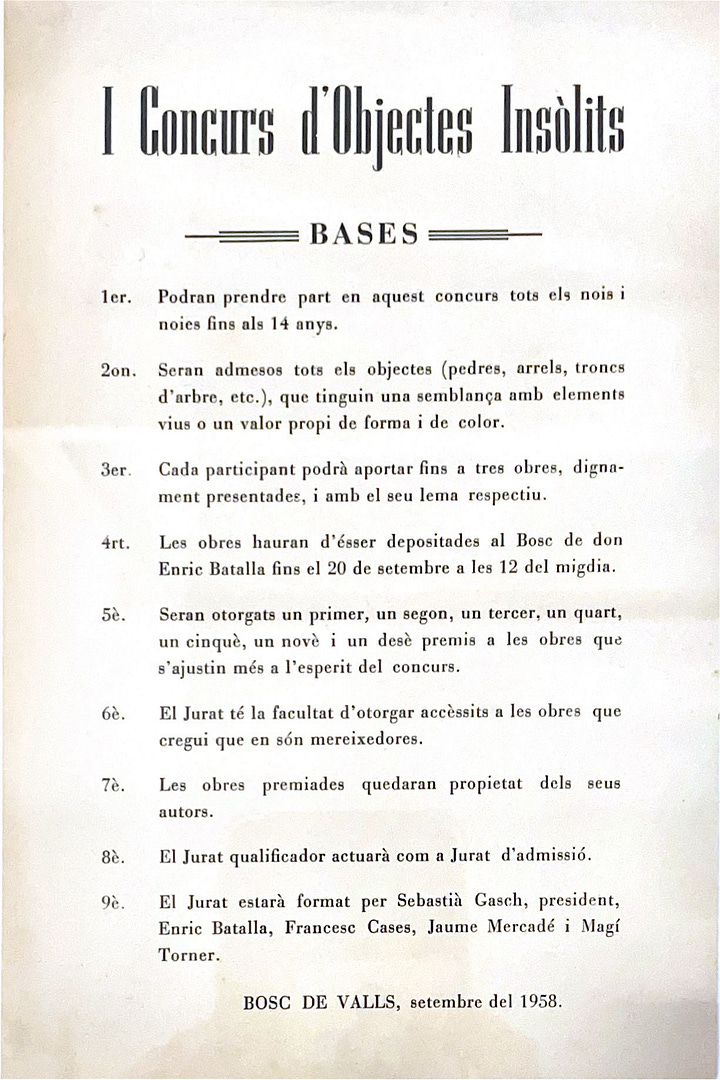 I Concurs d'Objectes Insòlits
BASES
1er. Podran prendre part en aquest concurs tots els nois i
noies fins als 14 anys.
2on. Seran admesos tots els objectes (pedres, arrels, troncs
d'arbre, etc.), que tinguin una semblança amb elements
vius o un valor propi de forma i de color.
3er. Cada participant podrà aportar fins a tres obres, digna-
ment presentades, i amb el seu lema respectiu.
4rt. Les obres hauran d'ésser depositades al Bosc de don
Enric Batalla fins el 20 de setembre a les 12 del migdia.
5è. Seran otorgats un primer, un segon, un tercer, un quart,
un cinquè, un novè i un desè premis a les obres que
s'ajustin més a l'esperit del concurs.
6è. El Jurat té la facultat d'otorgar accèssits a les obres que
cregui que en són mereixedores.
7è. Les obres premiades quedaran propietat dels seus
autors.
8è. El Jurat qualificador actuarà com a Jurat d'admissió.
9è. El Jurat estarà format per Sebastià Gasch, president,
Enric Batalla, Francesc Cases, Jaume Mercadé i Magí
Torner.
BOSC DE VALLS, setembre del 1958.